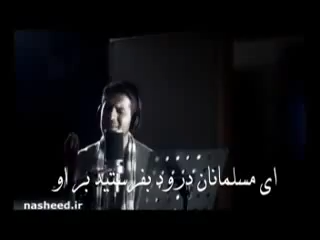 ای مسلمانان درود بفرستید بر او
nasheed.ir